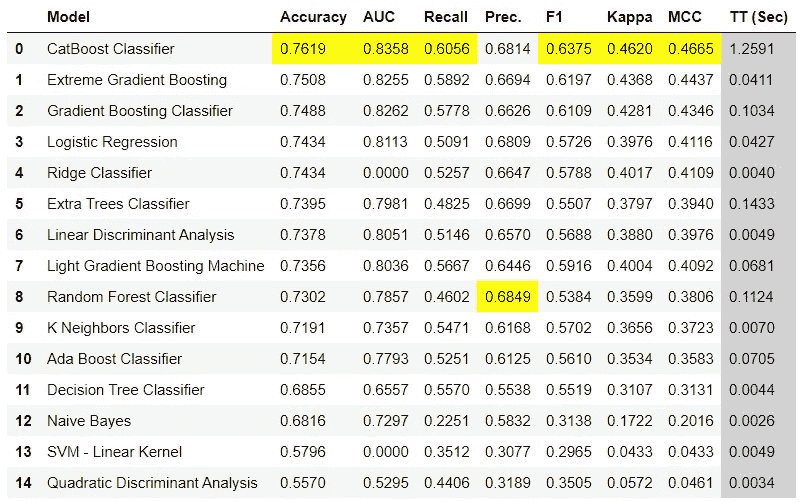 Model Accuracy AUC Recall Prec. F1 Kappa MCC TT (Sec)
0 CatBoost Classifier 0.7619 0.8358 0.6056 0.6814 0.6375 0.4620 0.4665 1.2591
1 Extreme Gradient Boosting 0.7508 0.8255 0.5892 0.6694 0.6197 0.4368 0.4437 0.0411
2 Gradient Boosting Classifier 0.7488 0.8262 0.5778 0.6626 0.6109 0.4281 0.4346 0.1034
3 Logistic Regression 0.7434 0.8113 0.5091 0.6809 0.5726 0.3976 0.4116 0.0427
4 Ridge Classifier 0.7434 0.0000 0.5257 0.6647 0.5788 0.4017 0.4109 0.0040
5 Extra Trees Classifier 0.7395 0.7981 0.4825 0.6699 0.5507 0.3797 0.3940 0.1433
6 Linear Discriminant Analysis 0.7378 0.8051 0.5146 0.6570 0.5688 0.3880 0.3976 0.0049
7 Light Gradient Boosting Machine 0.7356 0.8036 0.5667 0.6446 0.5916 0.4004 0.4092 0.0681
8 Random Forest Classifier 0.7302 0.7857 0.4602 0.6849 0.5384 0.3599 0.3806 0.1124
9 K Neighbors Classifier 0.7191 0.7357 0.5471 0.6168 0.5702 0.3656 0.3723 0.0070
10 Ada Boost Classifier 0.7154 0.7793 0.5251 0.6125 0.5610 0.3534 0.3583 0.0705
11 Decision Tree Classifier 0.6855 0.6557 0.5570 0.5538 0.5519 0.3107 0.3131 0.0044
12 Naive Bayes 0.6816 0.7297 0.2251 0.5832 0.3138 0.1722 0.2016 0.0026
13 SVM - Linear Kernel 0.5796 0.0000 0.3512 0.3077 0.2965 0.0433 0.0433 0.0049
14 Quadratic Discriminant Analysis 0.5570 0.5295 0.4406 0.3189 0.3505 0.0572 0.0461 0.0034